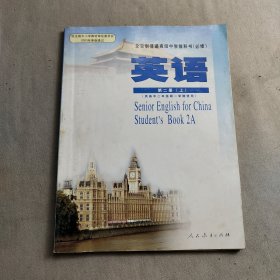 全日制普通高级中学教科书(必修)
英语
第二册(上)
Senior English for China
Student's Book 2A
人民教育出版社